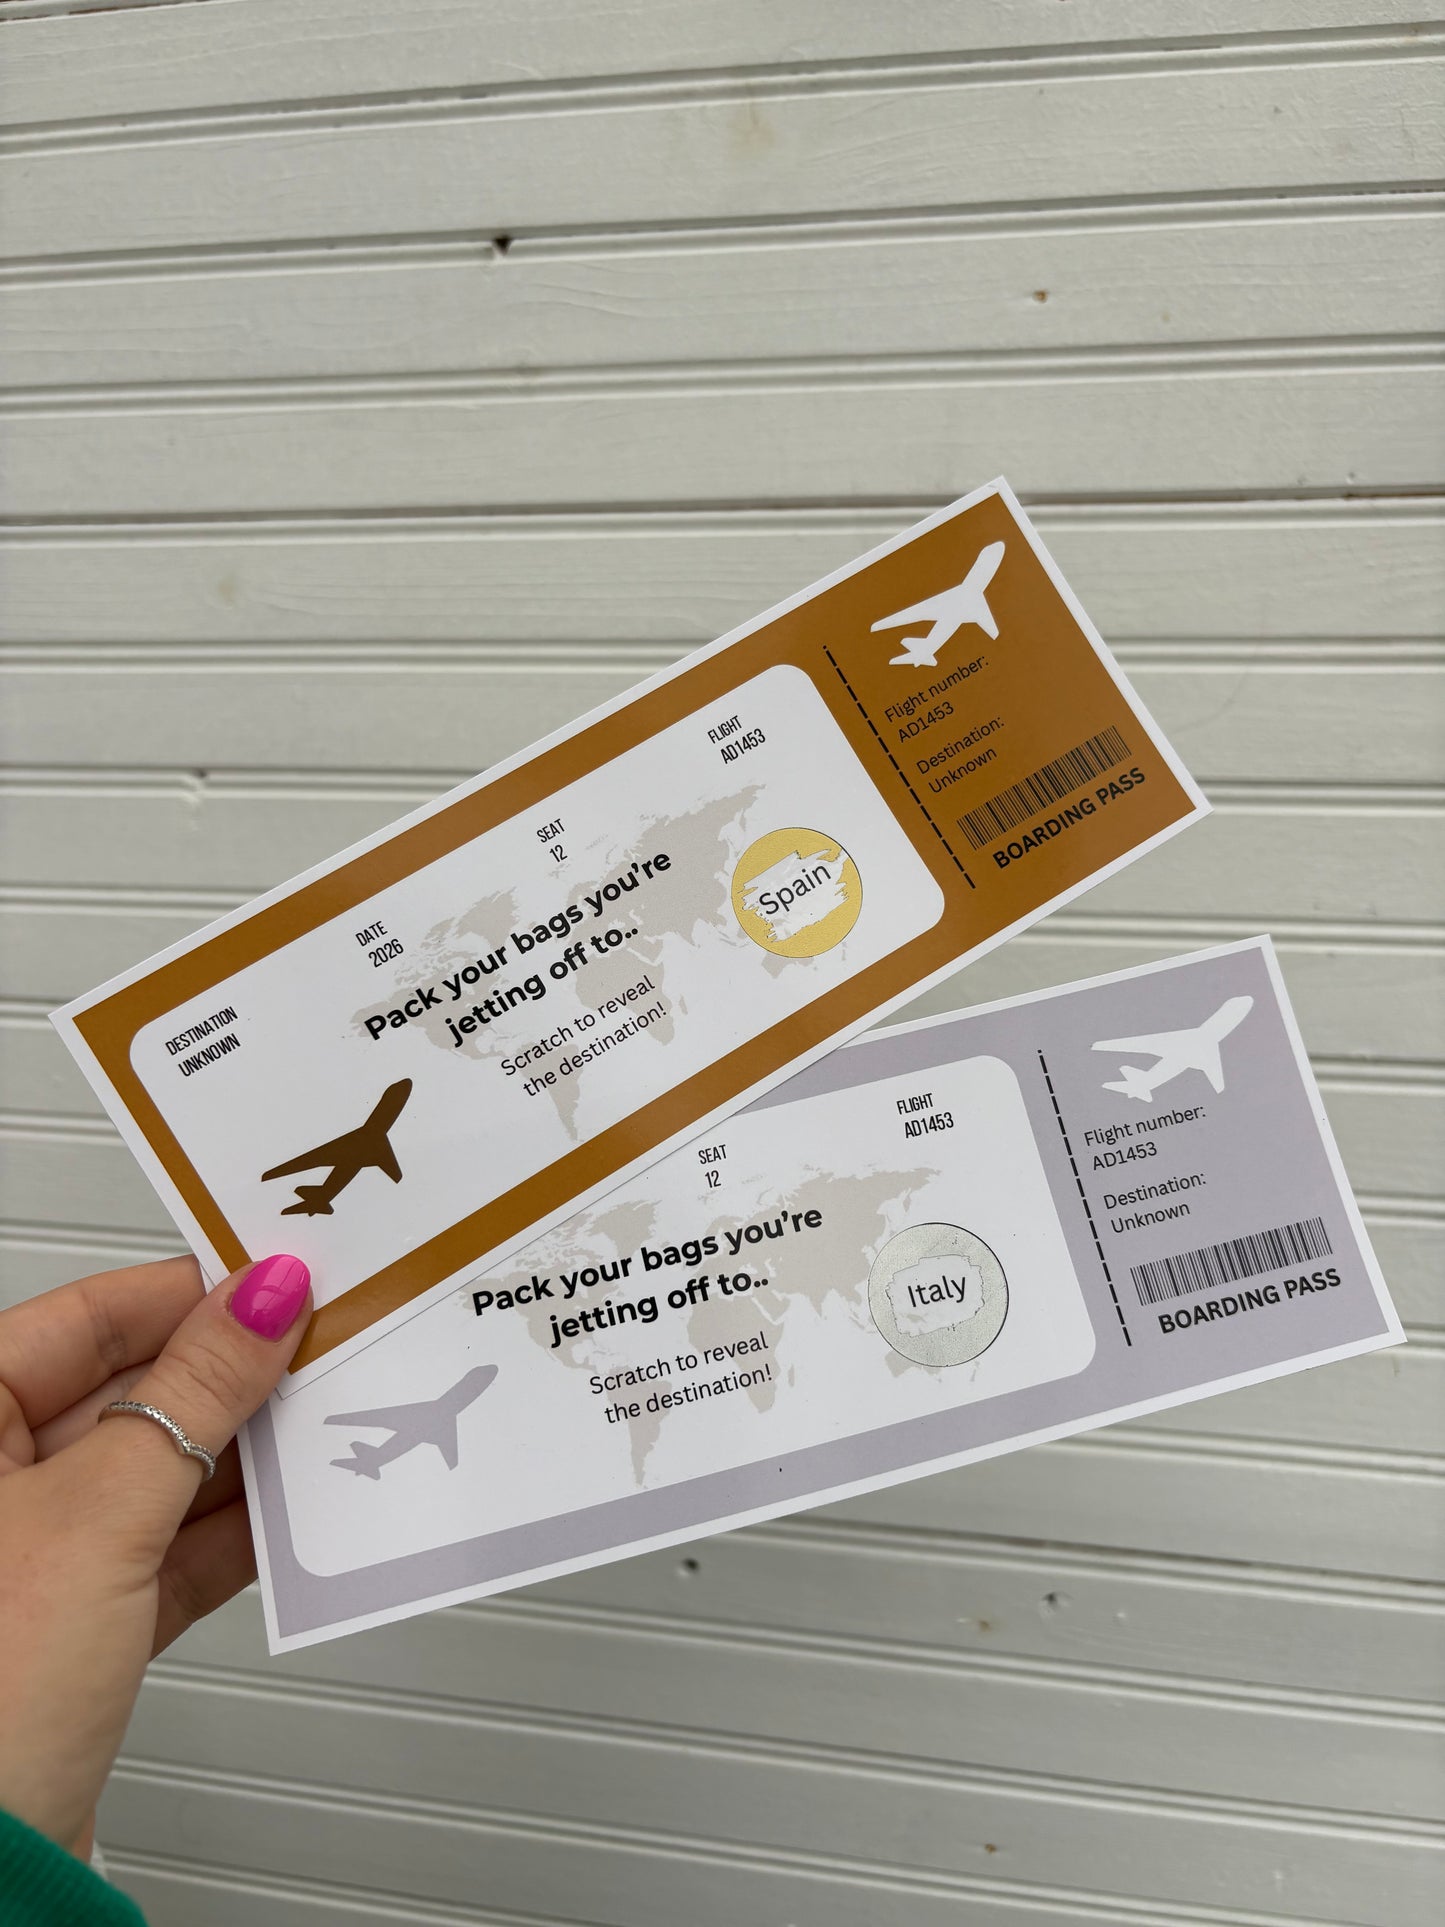 DESTINATION
UNKNOWN
DATE
2026
SEAT
12
FLIGHT
AD1453
Pack your bags you're
jetting off to..
Scratch to reveal
the destination!
Spain
Flight number:
AD1453
Destination:
Unknown
BOARDING PASS
SEAT
12
FLIGHT
AD1453
Pack your bags you're
jetting off to..
Scratch to reveal
the destination!
Italy
Flight number:
AD1453
Destination:
Unknown
BOARDING PASS